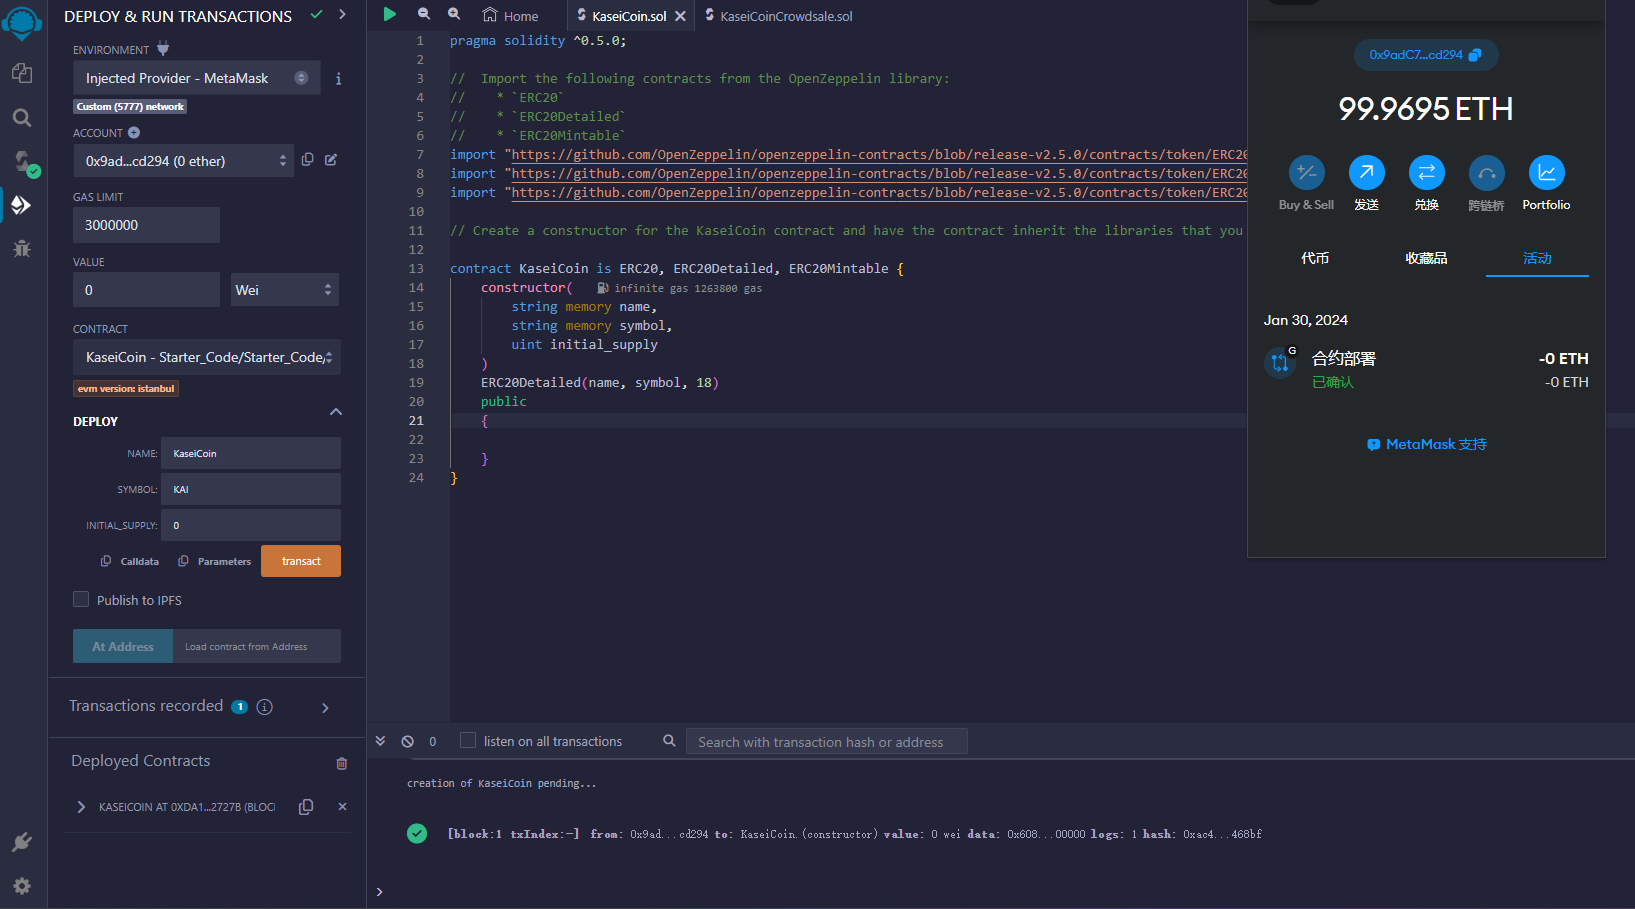 DEPLOY & RUN TRANSACTIONS
ENVIRONMENT
Injected Provider - MetaMask
Custom (5777) network
ACCOUNT
0x9ad...cd294 (0 ether)
GAS LIMIT
3000000
VALUE
0
Wei
CONTRACT
KaseiCoin - Starter_Code/Starter_Code/
evm version: istanbul
DEPLOY
NAME: KaseiCoin
SYMBOL: KAI
INITIAL_SUPPLY: 0
Calldata Parameters transact
Publish to IPFS
At Address Load contract from Address
Transactions recorded 1
Deployed Contracts
KASEICOIN AT 0XDA1...2727B (BLOC
Home KaseiCoin.sol KaseiCoinCrowdsale.sol
1 pragma solidity ^0.5.0;
2
3 // Import the following contracts from the OpenZeppelin library:
4 // * `ERC20`
5 // * `ERC20Detailed`
6 // * `ERC20Mintable`
7 import "https://github.com/OpenZeppelin/openzeppelin-contracts/blob/release-v2.5.0/contracts/token/ERC20
8 import "https://github.com/OpenZeppelin/openzeppelin-contracts/blob/release-v2.5.0/contracts/token/ERC20
9 import "https://github.com/OpenZeppelin/openzeppelin-contracts/blob/release-v2.5.0/contracts/token/ERC20
10
11 // Create a constructor for the KaseiCoin contract and have the contract inherit the libraries that you
12
13 contract KaseiCoin is ERC20, ERC20Detailed, ERC20Mintable {
14 constructor( infinite gas 1263800 gas
15 string memory name,
16 string memory symbol,
17 uint initial_supply
18 )
19 ERC20Detailed(name, symbol, 18)
20 public
21 {
22
23 }
24 }
0 listen on all transactions Search with transaction hash or address
creation of KaseiCoin pending...
[block:1 txIndex:-] from: 0x9ad...cd294 to: KaseiCoin.(constructor) value: 0 wei data: 0x608...00000 logs: 1 hash: 0xac4...468bf
>
0x9adC7...cd294
99.9695 ETH
Buy & Sell 发送 兑换 跨链桥 Portfolio
代币 收藏品 活动
Jan 30, 2024
G
合约部署 -0 ETH
已确认 -0 ETH
MetaMask 支持